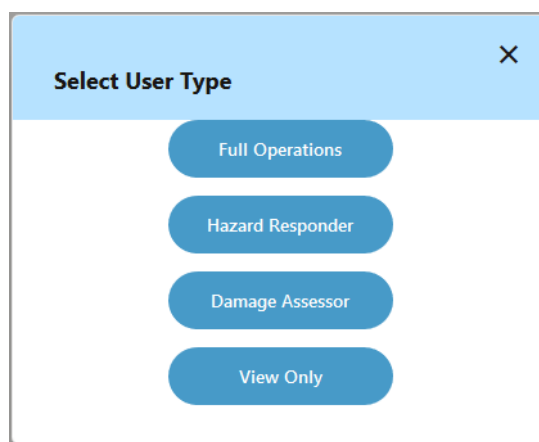 Select User Type
Full Operations
Hazard Responder
Damage Assessor
View Only